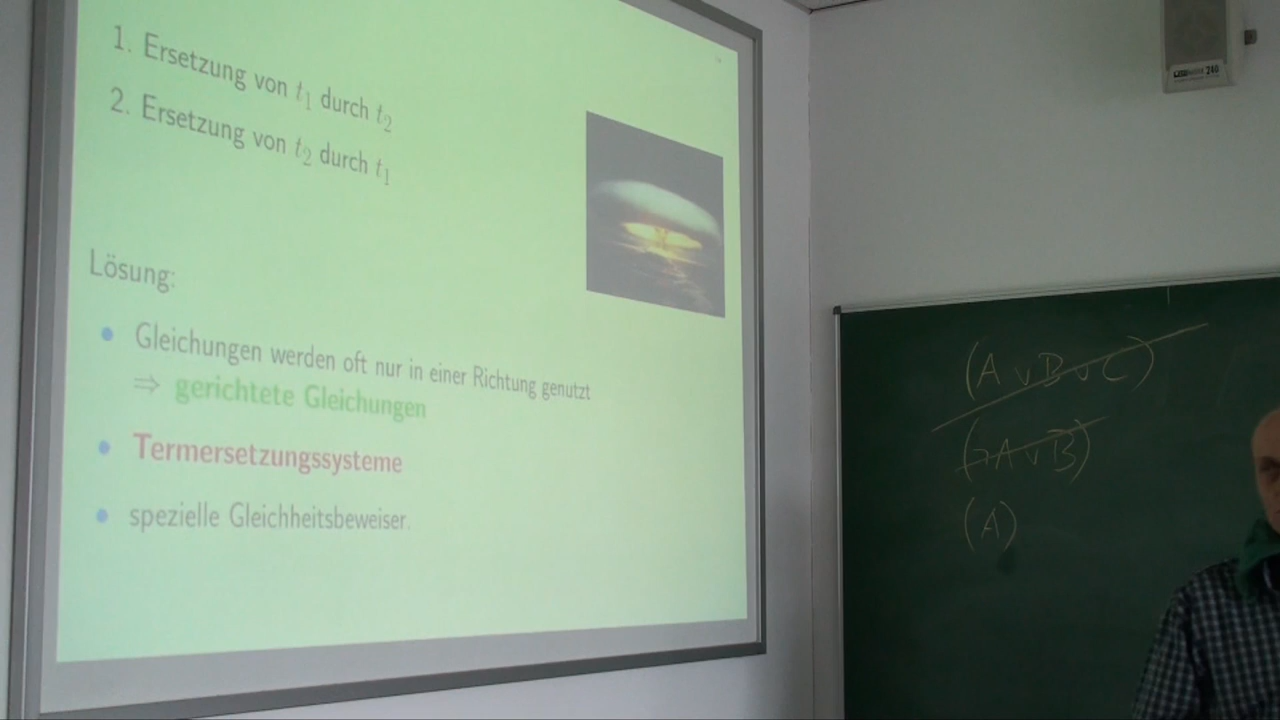 1. Ersetzung von t₁ durch t₂
2. Ersetzung von t₂ durch t₁
Lösung:
• Gleichungen werden oft nur in einer Richtung genutzt
⇒ gerichtete Gleichungen
• Termersetzungssysteme
• spezielle Gleichheitsbeweiser.
(A ∨ B ∨ C)
(¬A ∨ B)
(A)
240